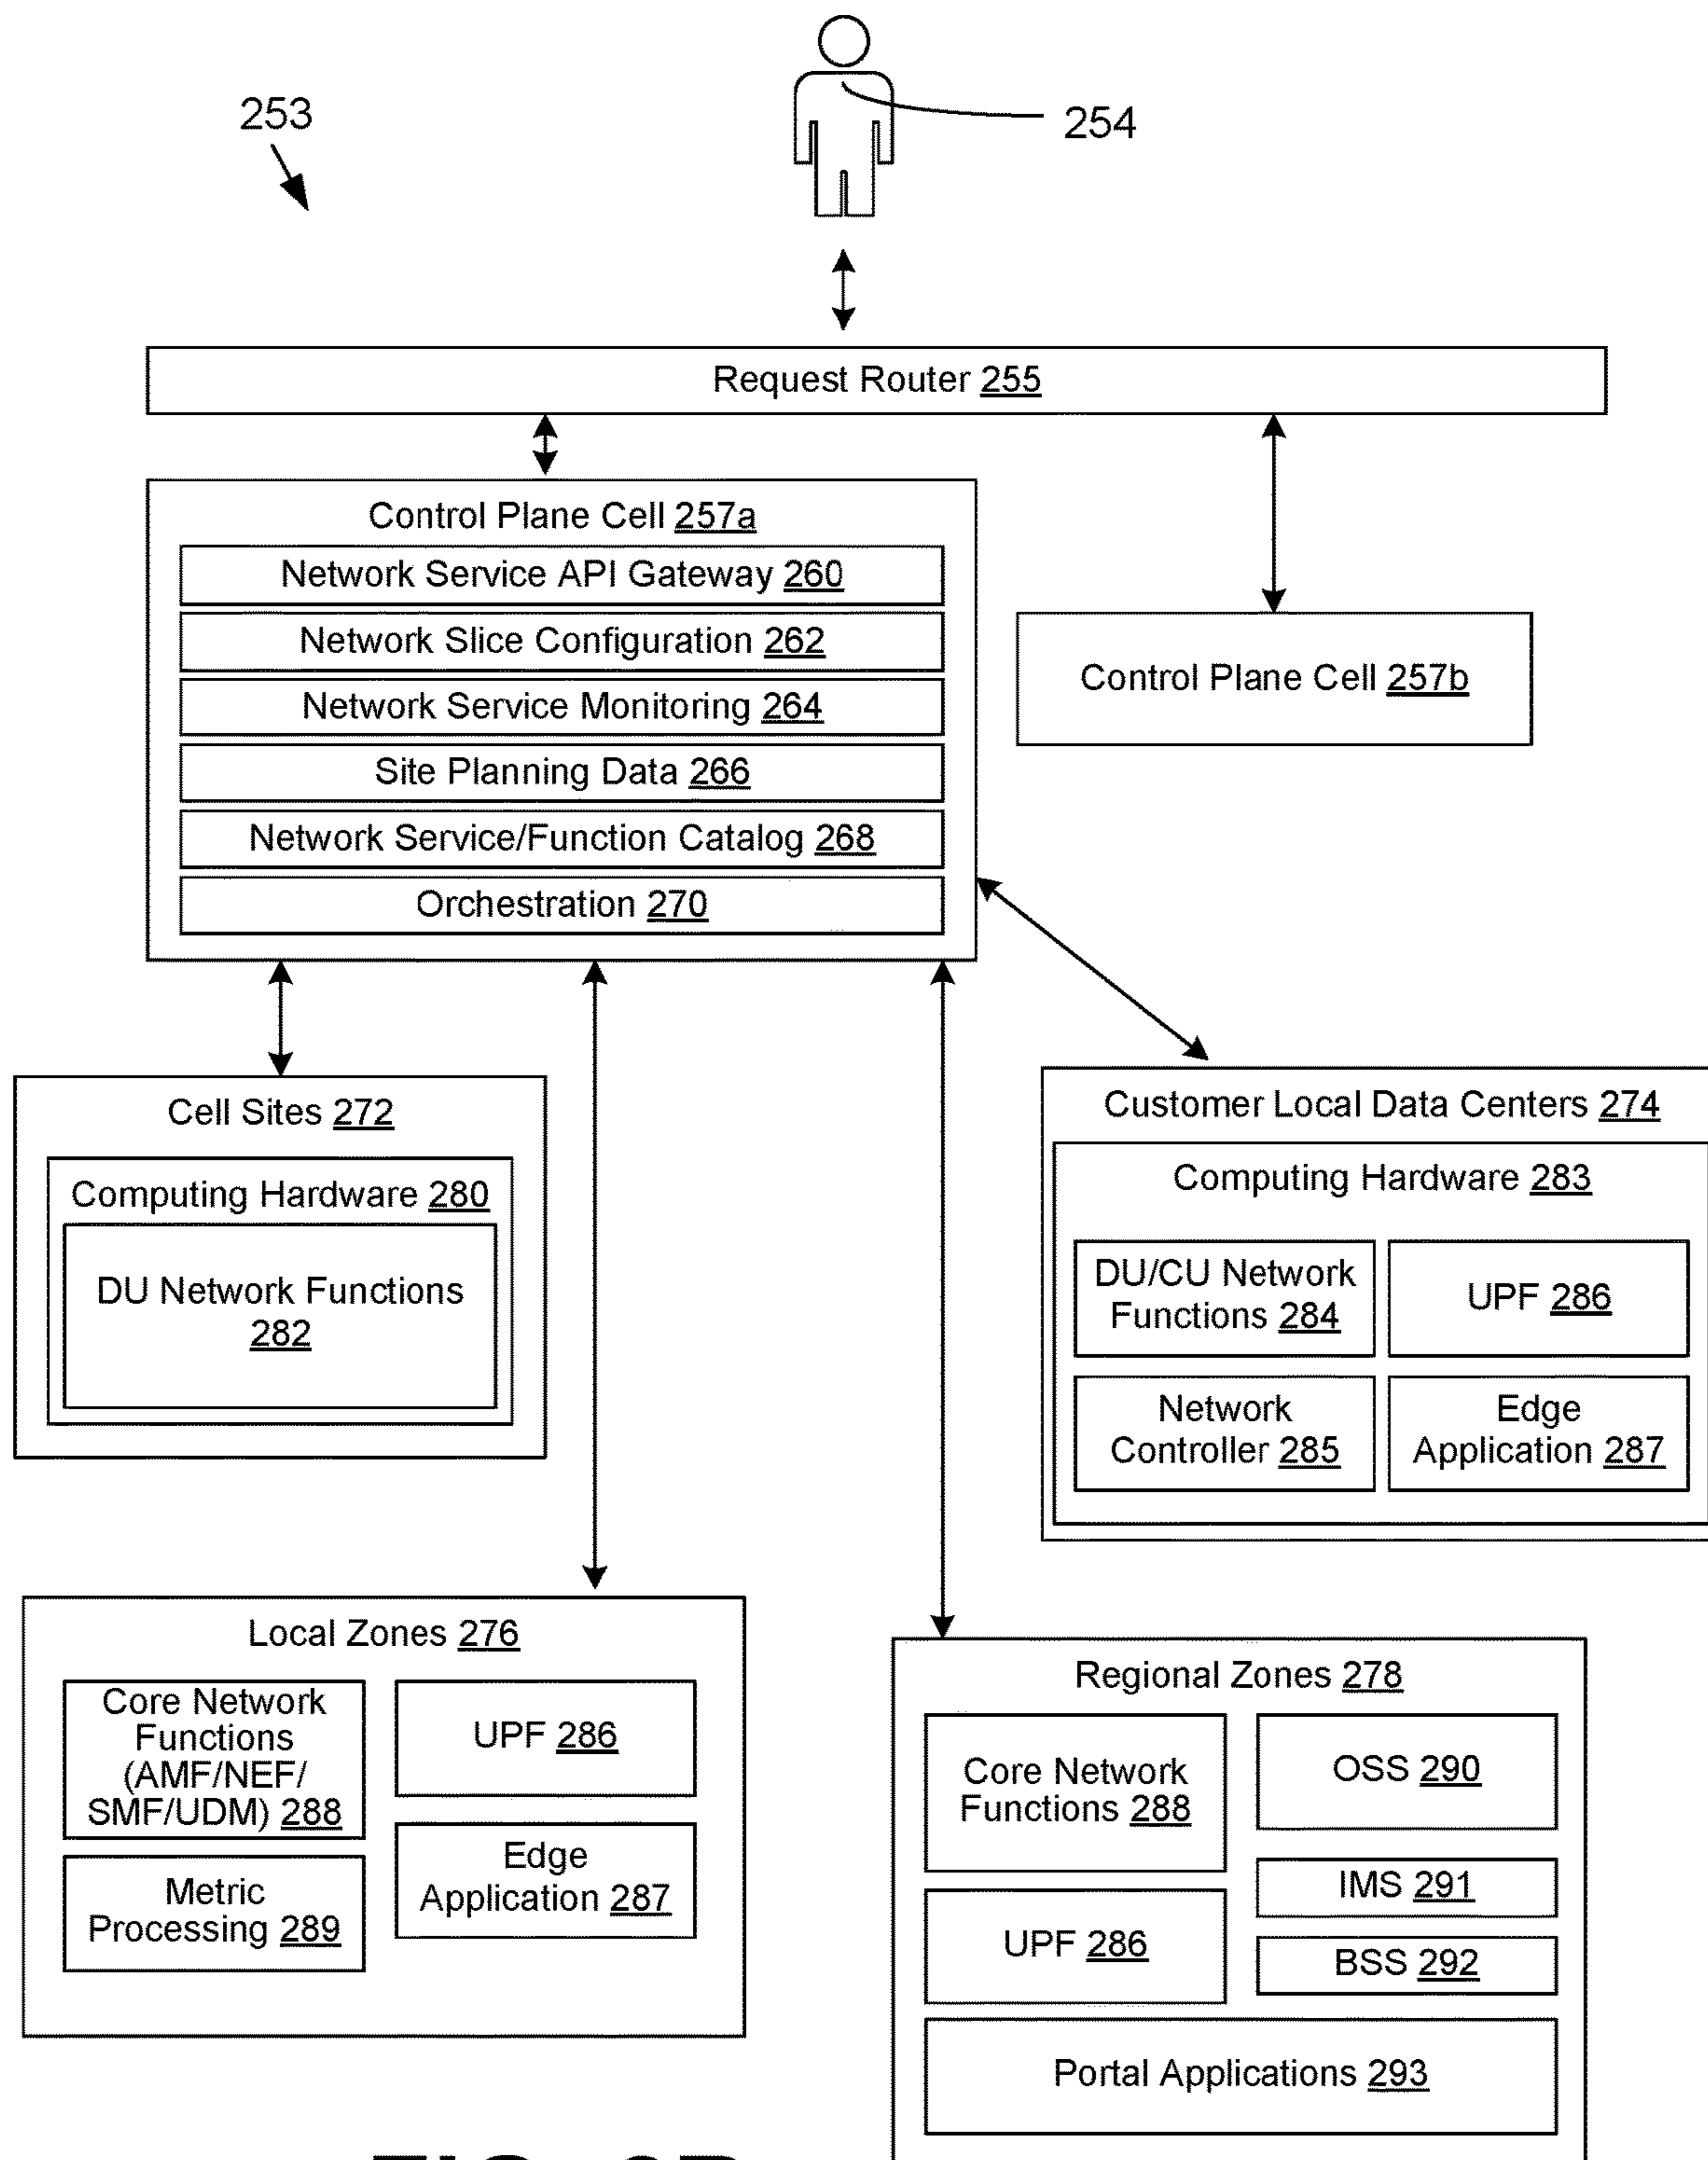 253
254
Request Router 255
Control Plane Cell 257a
Network Service API Gateway 260
Network Slice Configuration 262
Network Service Monitoring 264
Site Planning Data 266
Network Service/Function Catalog 268
Orchestration 270
Control Plane Cell 257b
Cell Sites 272
Computing Hardware 280
DU Network Functions
282
Customer Local Data Centers 274
Computing Hardware 283
DU/CU Network
Functions 284
UPF 286
Network
Controller 285
Edge
Application 287
Local Zones 276
Core Network
Functions
(AMF/NEF/
SMF/UDM) 288
UPF 286
Metric
Processing 289
Edge
Application 287
Regional Zones 278
Core Network
Functions 288
OSS 290
IMS 291
UPF 286
BSS 292
Portal Applications 293